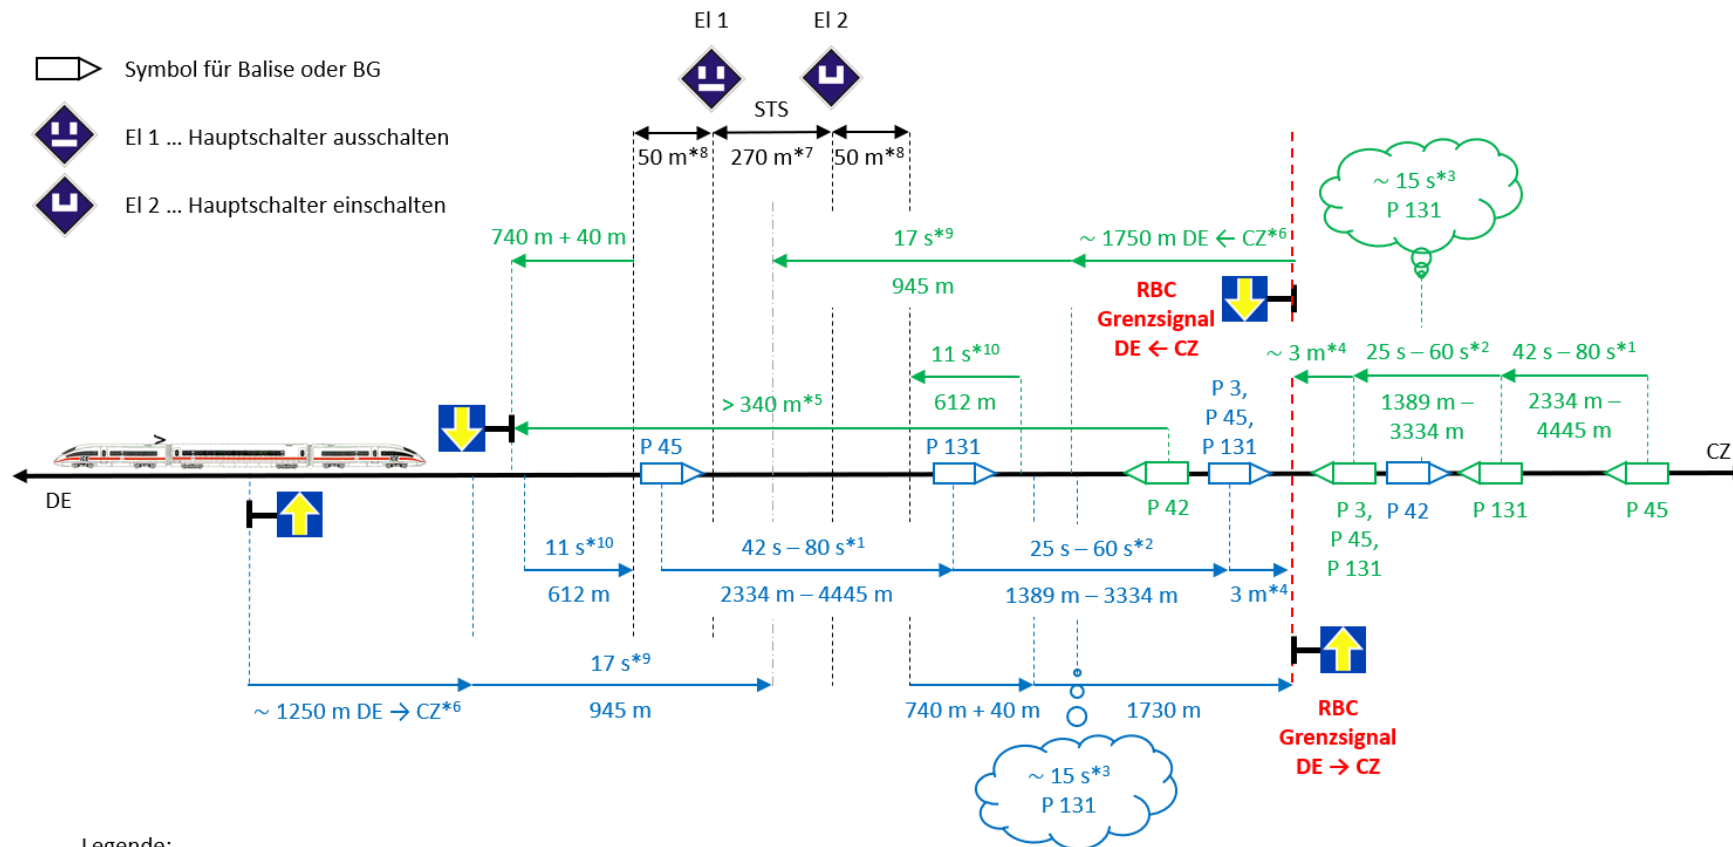 El 1
El 2
Symbol für Balise oder BG
El 1 ... Hauptschalter ausschalten
El 2 ... Hauptschalter einschalten
STS
50 m*8
270 m*7
50 m*8
~ 15 s*3
P 131
740 m + 40 m
17 s*9
~ 1750 m DE ← CZ*6
945 m
RBC
Grenzsignal
DE ← CZ
11 s*10
612 m
~ 3 m*4
25 s – 60 s*2
42 s – 80 s*1
1389 m –
3334 m
2334 m –
4445 m
> 340 m*5
P 3,
P 45,
P 131
>
P 45
P 131
CZ
DE
P 42
P 3,
P 45,
P 131
P 42
P 131
P 45
11 s*10
612 m
42 s – 80 s*1
2334 m – 4445 m
25 s – 60 s*2
1389 m – 3334 m
3 m*4
17 s*9
~ 1250 m DE → CZ*6
945 m
740 m + 40 m
1730 m
RBC
Grenzsignal
DE → CZ
~ 15 s*3
P 131
Legende: